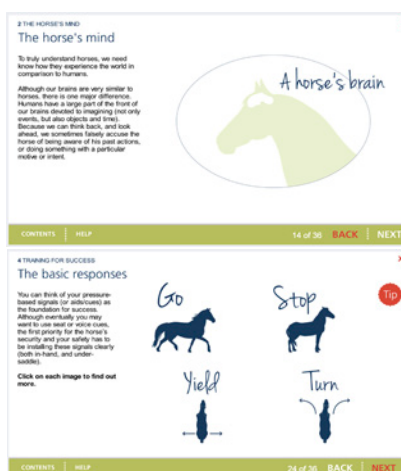 2 THE HORSE'S MIND
The horse's mind
To truly understand horses, we need
know how they experience the world in
comparison to humans.
Although our brains are very similar to
horses, there is one major difference.
Humans have a large part of the front of
our brains devoted to imagining (not only
events, but also objects and time).
Because we can think back, and look
ahead, we sometimes falsely accuse the
horse of being aware of his past actions,
or doing something with a particular
motive or intent.
A horse's brain
CONTENTS | HELP
14 of 36 BACK | NEXT
4 TRAINING FOR SUCCESS
The basic responses
You can think of your pressure-
based signals (or aids/cues) as
the foundation for success.
Although eventually you may
want to use seat or voice cues,
the first priority for the horse's
security and your safety has to
be installing these signals clearly
(both in-hand, and under-
saddle).
Click on each image to find out
more.
Go
Stop
Yield
Turn
Tip
CONTENTS | HELP
24 of 36 BACK | NEXT